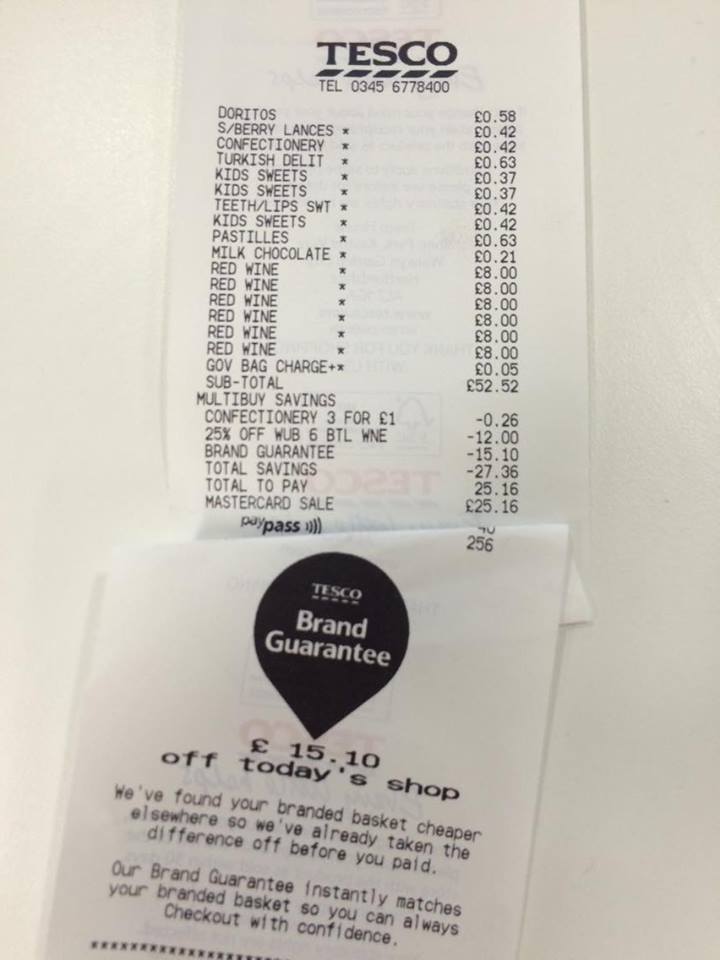 TESCO
TEL 0345 6778400
DORITOS £0.58
S/BERRY LANCES * £0.42
CONFECTIONERY * £0.42
TURKISH DELIT * £0.63
KIDS SWEETS * £0.37
KIDS SWEETS * £0.37
TEETH/LIPS SWT * £0.42
KIDS SWEETS * £0.42
PASTILLES * £0.63
MILK CHOCOLATE * £0.21
RED WINE * £8.00
RED WINE * £8.00
RED WINE * £8.00
RED WINE * £8.00
RED WINE * £8.00
RED WINE * £8.00
GOV BAG CHARGE+* £0.05
SUB-TOTAL £52.52
MULTIBUY SAVINGS
CONFECTIONERY 3 FOR £1 -0.26
25% OFF WUB 6 BTL WNE -12.00
BRAND GUARANTEE -15.10
TOTAL SAVINGS -27.36
TOTAL TO PAY 25.16
MASTERCARD SALE £25.16
paypass
256
TESCO
Brand
Guarantee
£ 15.10
off today's shop
We've found your branded basket cheaper
elsewhere so we've already taken the
difference off before you paid.
Our Brand Guarantee instantly matches
your branded basket so you can always
Checkout with confidence.